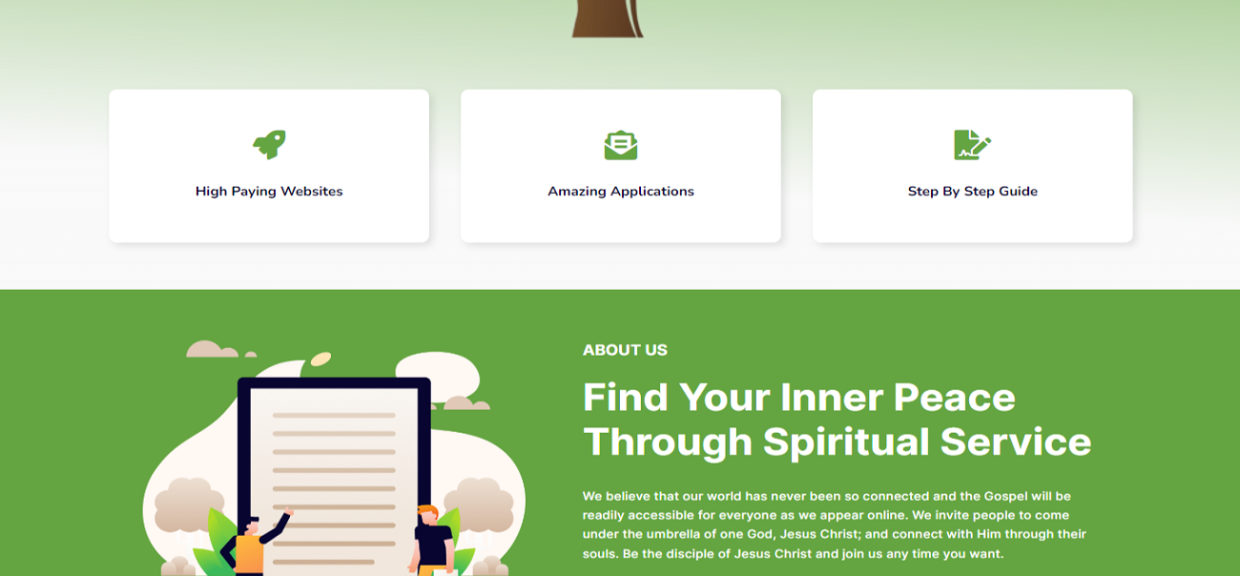 High Paying Websites
Amazing Applications
Step By Step Guide
ABOUT US
Find Your Inner Peace
Through Spiritual Service
We believe that our world has never been so connected and the Gospel will be
readily accessible for everyone as we appear online. We invite people to come
under the umbrella of one God, Jesus Christ; and connect with Him through their
souls. Be the disciple of Jesus Christ and join us any time you want.